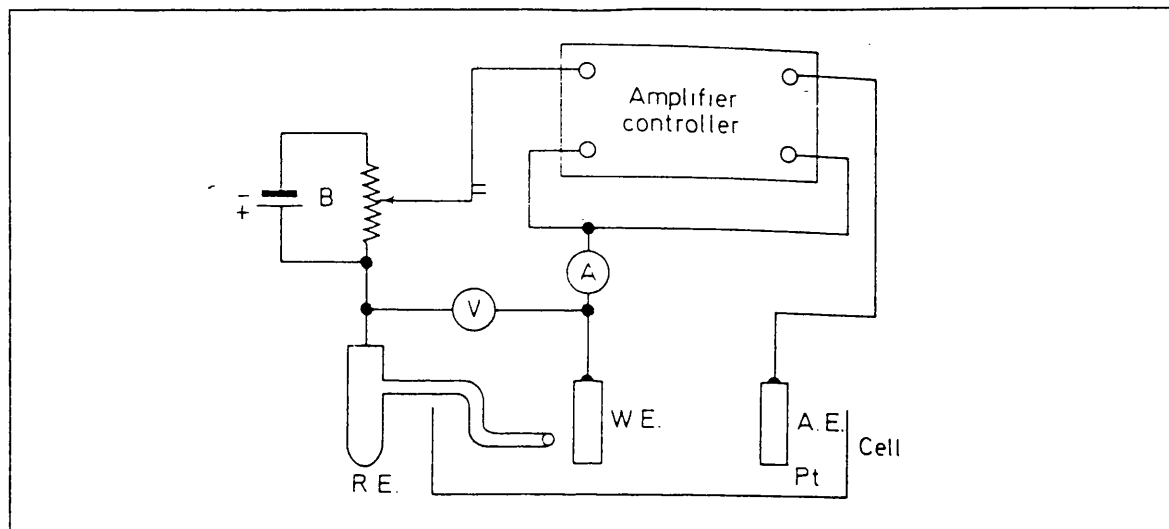 Amplifier
controller
−
+
B
A
V
W E.
A. E.
Cell
Pt
R E.